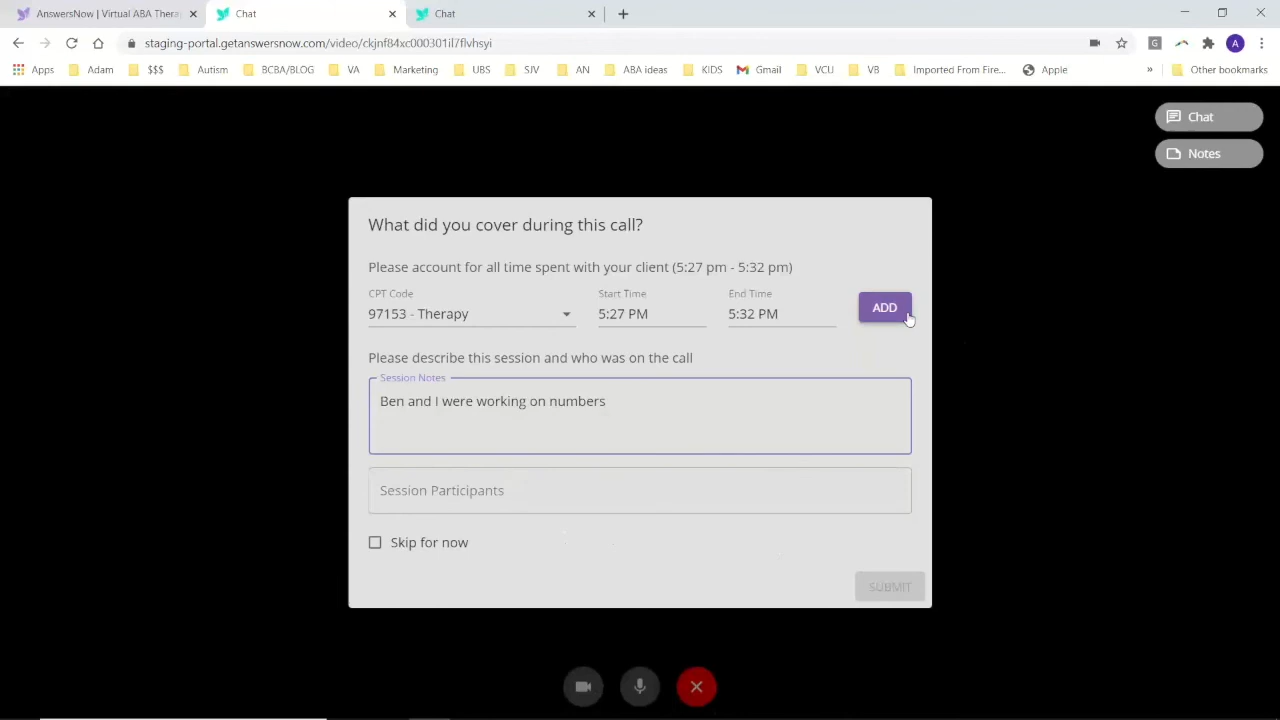 AnswersNow | Virtual ABA Thera
Chat
Chat
staging-portal.getanswersnow.com/video/ckjnf84xc000301il7flvhsyi
G
A
Apps
Adam
$$$
Autism
BCBA/BLOG
VA
Marketing
UBS
SJV
AN
ABA ideas
KIDS
Gmail
VCU
VB
Imported From Fire...
Apple
»
Other bookmarks
Chat
Notes
What did you cover during this call?
Please account for all time spent with your client (5:27 pm - 5:32 pm)
CPT Code
Start Time
End Time
97153 - Therapy
5:27 PM
5:32 PM
ADD
Please describe this session and who was on the call
Session Notes
Ben and I were working on numbers
Session Participants
Skip for now
SUBMIT